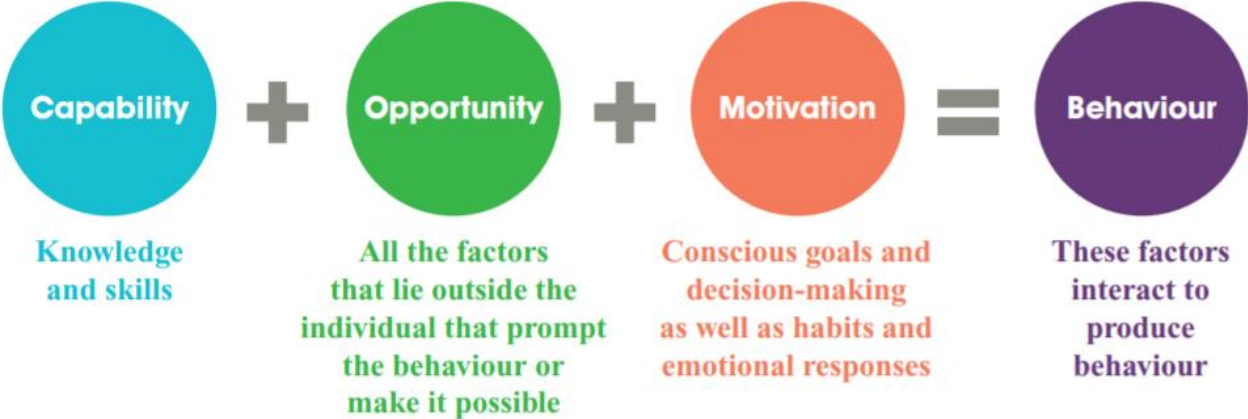 Capability
+
Opportunity
+
Motivation
=
Behaviour
Knowledge
and skills
All the factors
that lie outside the
individual that prompt
the behaviour or
make it possible
Conscious goals and
decision-making
as well as habits and
emotional responses
These factors
interact to
produce
behaviour